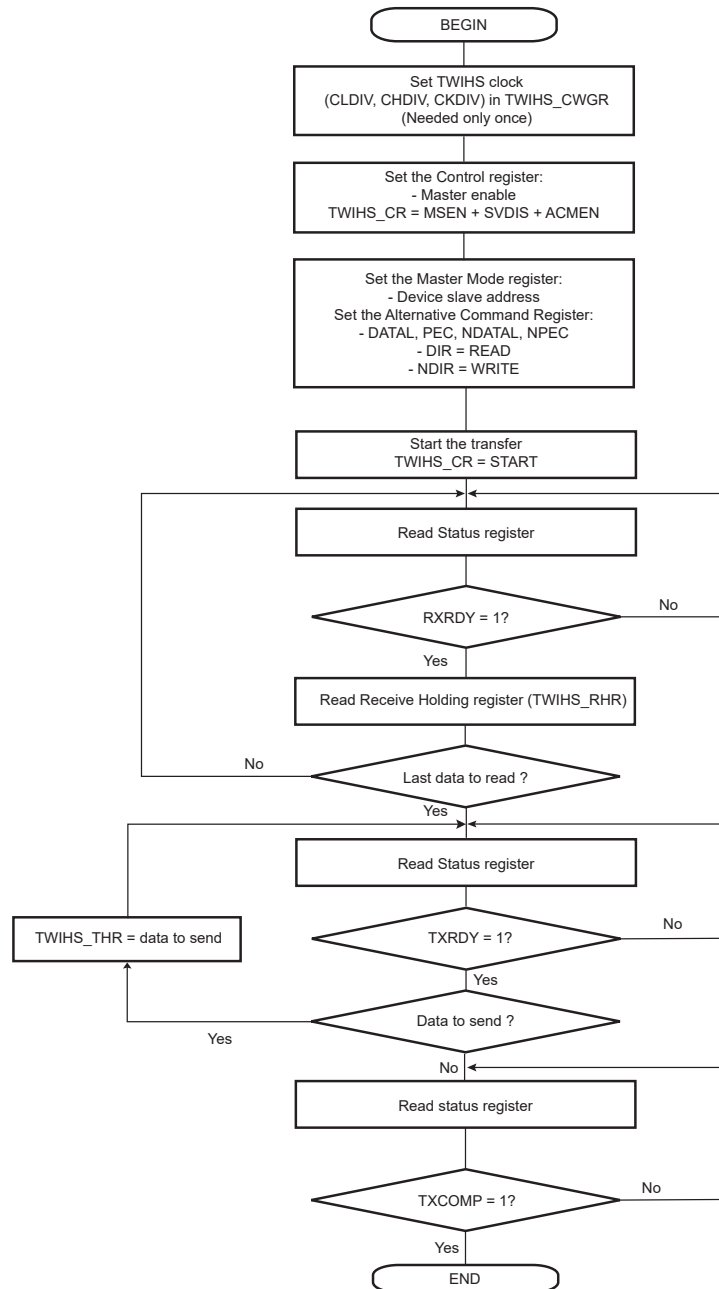 BEGIN
Set TWIHS clock
(CLDIV, CHDIV, CKDIV) in TWIHS_CWGR
(Needed only once)
Set the Control register:
- Master enable
TWIHS_CR = MSEN + SVDIS + ACMEN
Set the Master Mode register:
- Device slave address
Set the Alternative Command Register:
- DATAL, PEC, NDATAL, NPEC
- DIR = READ
- NDIR = WRITE
Start the transfer
TWIHS_CR = START
Read Status register
RXRDY = 1?
No
Yes
Read Receive Holding register (TWIHS_RHR)
No
Last data to read ?
Yes
Read Status register
TWIHS_THR = data to send
TXRDY = 1?
No
Yes
Data to send ?
Yes
No
Read status register
TXCOMP = 1?
No
Yes
END